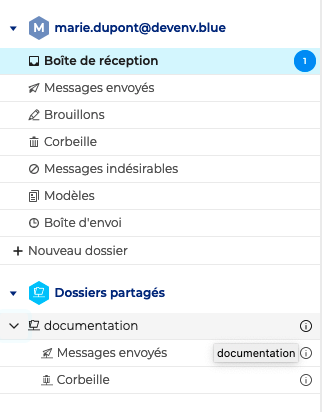 M marie.dupont@devenv.blue
Boîte de réception 1
Messages envoyés
Brouillons
Corbeille
Messages indésirables
Modèles
Boîte d'envoi
+ Nouveau dossier
Dossiers partagés
documentation
Messages envoyés documentation
Corbeille